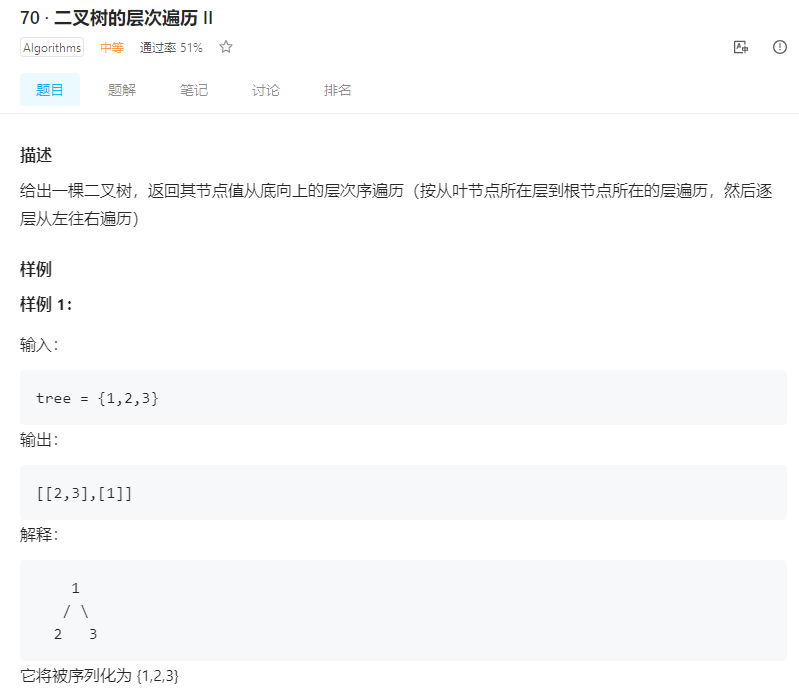 70 · 二叉树的层次遍历 II
Algorithms 中等 通过率 51%
题目 题解 笔记 讨论 排名
描述
给出一棵二叉树，返回其节点值从底向上的层次序遍历（按从叶节点所在层到根节点所在的层遍历，然后逐
层从左往右遍历）
样例
样例 1：
输入：
tree = {1,2,3}
输出：
[[2,3],[1]]
解释：
1
/ \
2 3
它将被序列化为 {1,2,3}